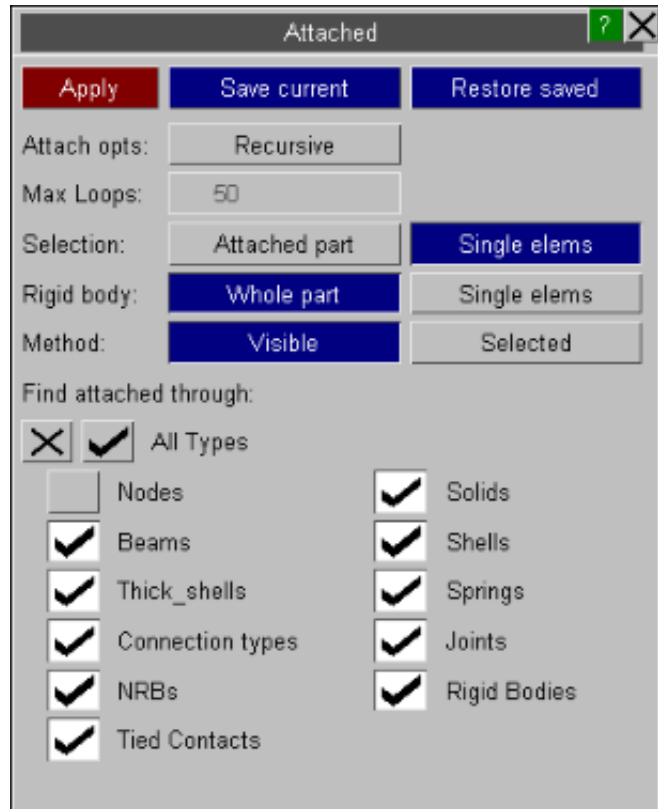 Attached ?
Apply Save current Restore saved
Attach opts: Recursive
Max Loops: 50
Selection: Attached part Single elems
Rigid body: Whole part Single elems
Method: Visible Selected
Find attached through:
All Types
Nodes Solids
Beams Shells
Thick_shells Springs
Connection types Joints
NRBs Rigid Bodies
Tied Contacts